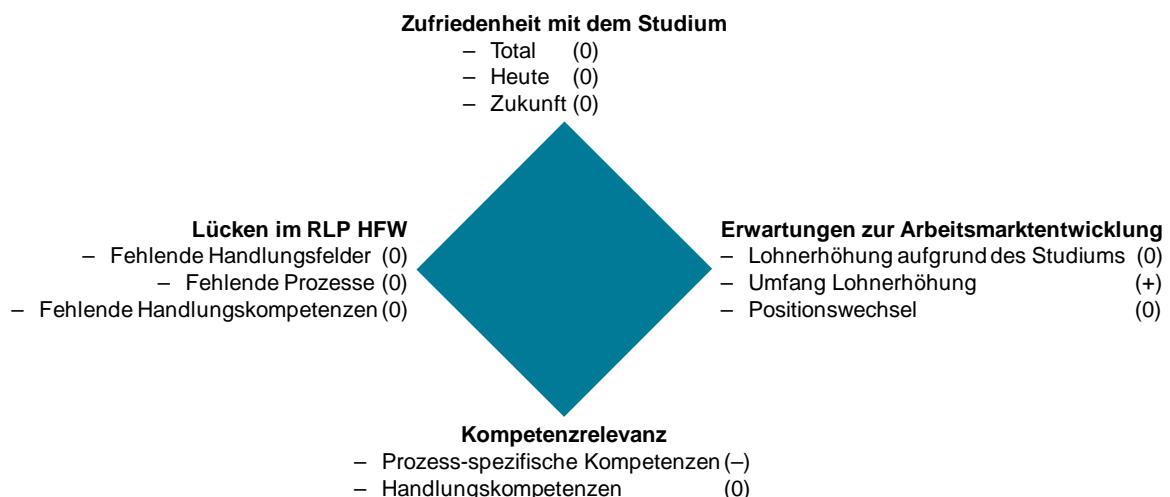 Zufriedenheit mit dem Studium
– Total (0)
– Heute (0)
– Zukunft (0)
Lücken im RLP HFW
– Fehlende Handlungsfelder (0)
– Fehlende Prozesse (0)
– Fehlende Handlungskompetenzen (0)
Erwartungen zur Arbeitsmarktentwicklung
– Lohnerhöhung aufgrund des Studiums (0)
– Umfang Lohnerhöhung (+)
– Positionswechsel (0)
Kompetenzrelevanz
– Prozess-spezifische Kompetenzen (–)
– Handlungskompetenzen (0)